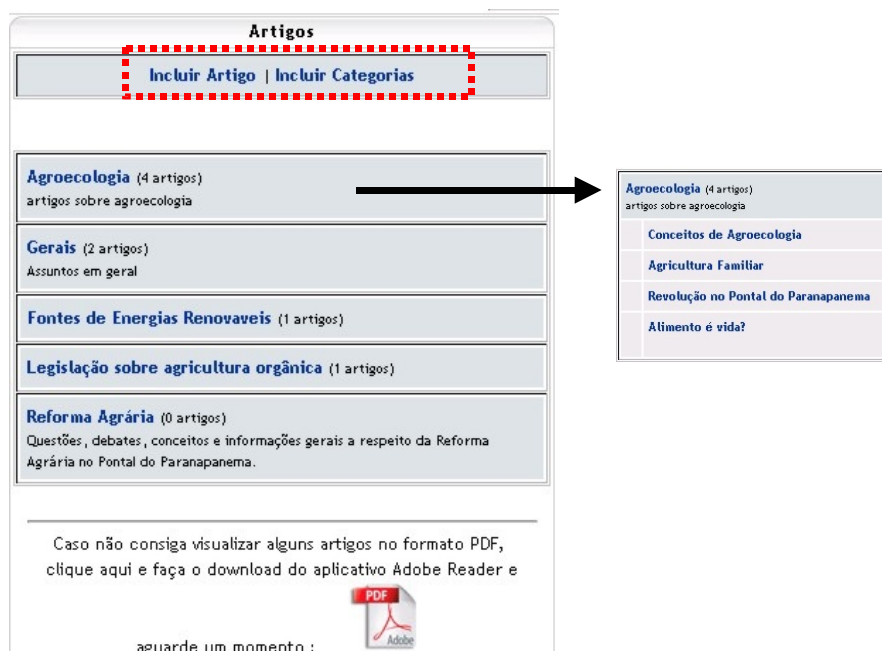 Artigos
Incluir Artigo | Incluir Categorias
Agroecologia (4 artigos)
artigos sobre agroecologia
Gerais (2 artigos)
Assuntos em geral
Fontes de Energias Renovaveis (1 artigos)
Legislação sobre agricultura orgânica (1 artigos)
Reforma Agrária (0 artigos)
Questões, debates, conceitos e informações gerais a respeito da Reforma
Agrária no Pontal do Paranapanema.
Caso não consiga visualizar alguns artigos no formato PDF,
clique aqui e faça o download do aplicativo Adobe Reader e
aguarde um momento :
PDF
Adobe
Agroecologia (4 artigos)
artigos sobre agroecologia
Conceitos de Agroecologia
Agricultura Familiar
Revolução no Pontal do Paranapanema
Alimento é vida?